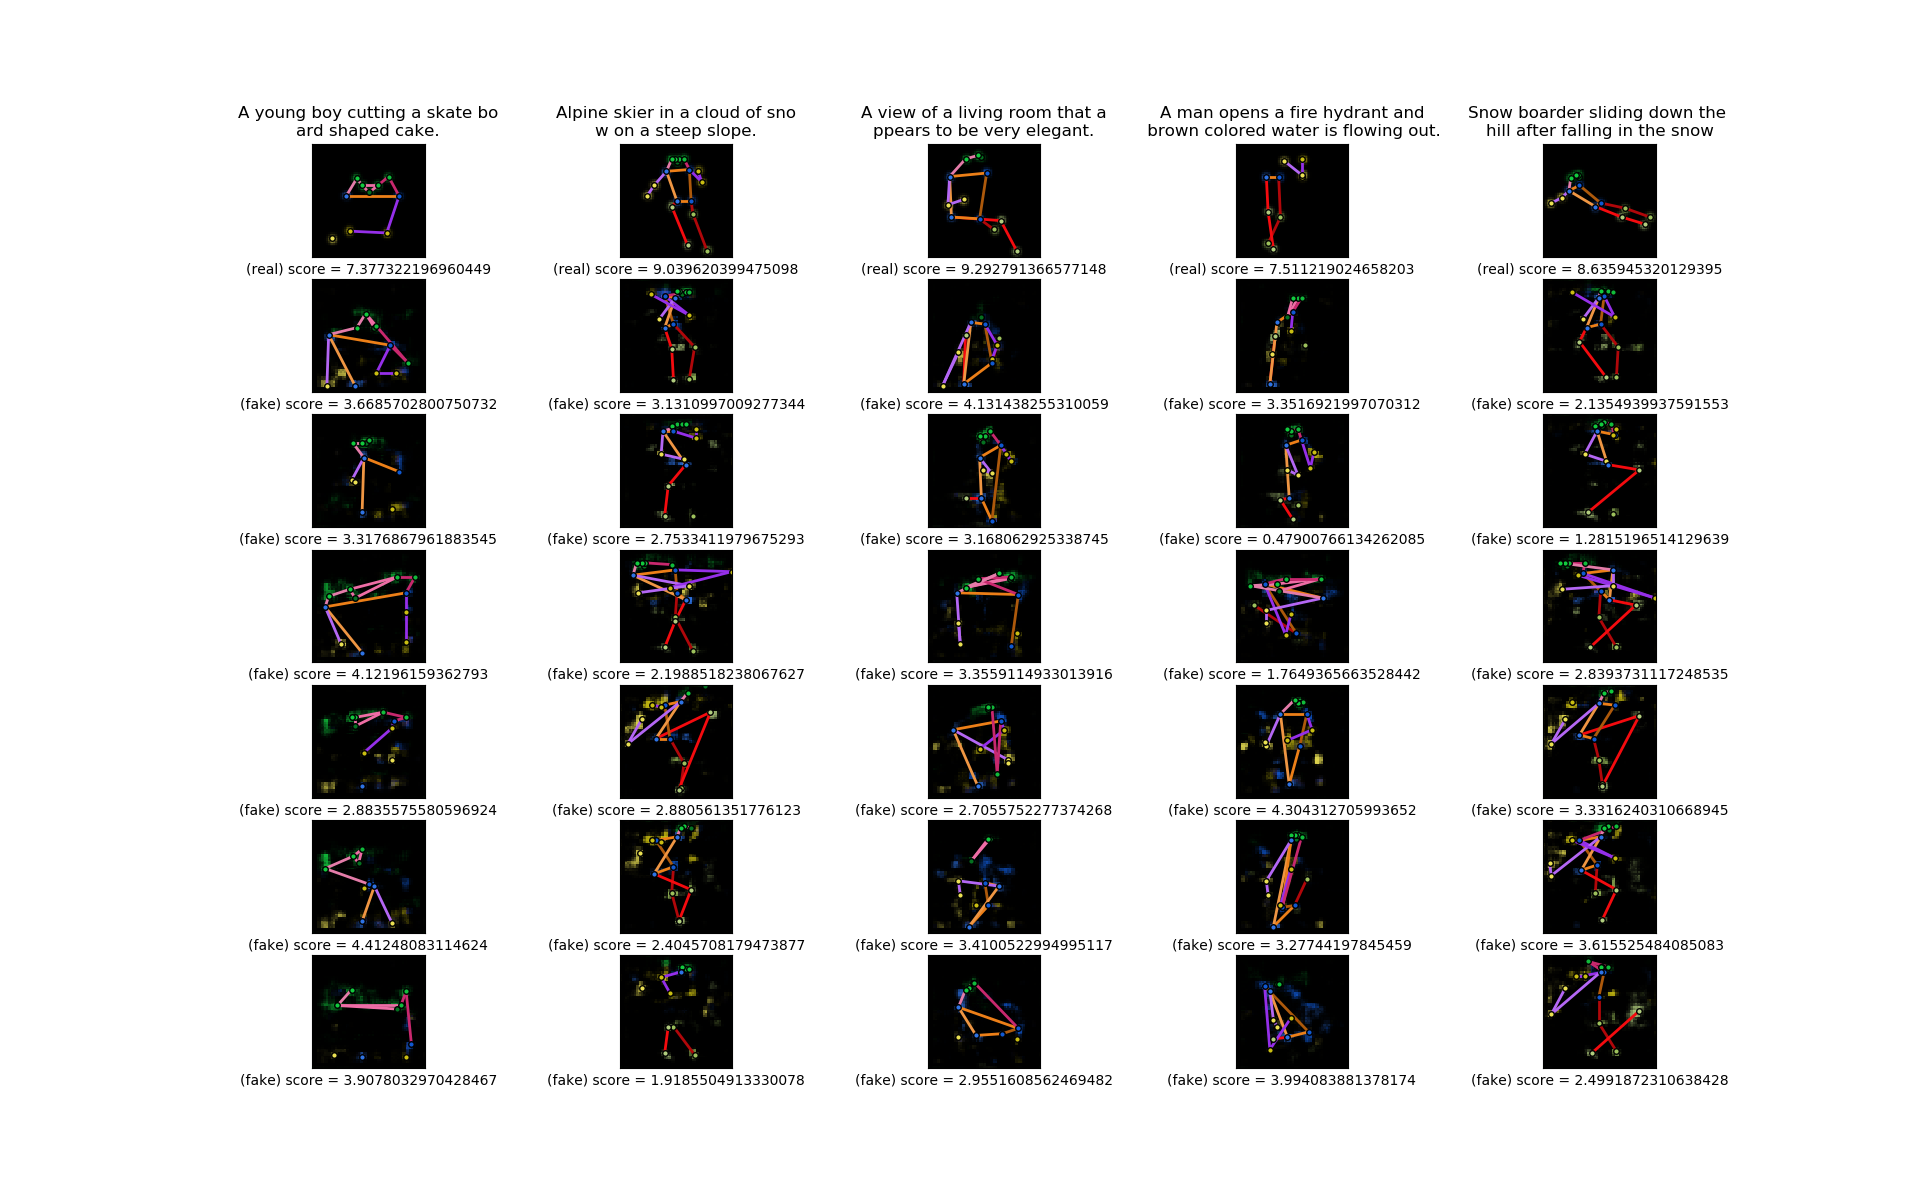 A young boy cutting a skate bo
ard shaped cake.
Alpine skier in a cloud of sno
w on a steep slope.
A view of a living room that a
ppears to be very elegant.
A man opens a fire hydrant and
brown colored water is flowing out.
Snow boarder sliding down the
hill after falling in the snow
(real) score = 7.377322196960449
(real) score = 9.039620399475098
(real) score = 9.292791366577148
(real) score = 7.511219024658203
(real) score = 8.635945320129395
(fake) score = 3.6685702800750732
(fake) score = 3.1310997009277344
(fake) score = 4.131438255310059
(fake) score = 3.3516921997070312
(fake) score = 2.1354939937591553
(fake) score = 3.3176867961883545
(fake) score = 2.7533411979675293
(fake) score = 3.168062925338745
(fake) score = 0.47900766134262085
(fake) score = 1.2815196514129639
(fake) score = 4.12196159362793
(fake) score = 2.1988518238067627
(fake) score = 3.3559114933013916
(fake) score = 1.7649365663528442
(fake) score = 2.8393731117248535
(fake) score = 2.8835575580596924
(fake) score = 2.880561351776123
(fake) score = 2.7055752277374268
(fake) score = 4.304312705993652
(fake) score = 3.3316240310668945
(fake) score = 4.41248083114624
(fake) score = 2.4045708179473877
(fake) score = 3.4100522994995117
(fake) score = 3.27744197845459
(fake) score = 3.615525484085083
(fake) score = 3.9078032970428467
(fake) score = 1.9185504913330078
(fake) score = 2.9551608562469482
(fake) score = 3.994083881378174
(fake) score = 2.4991872310638428